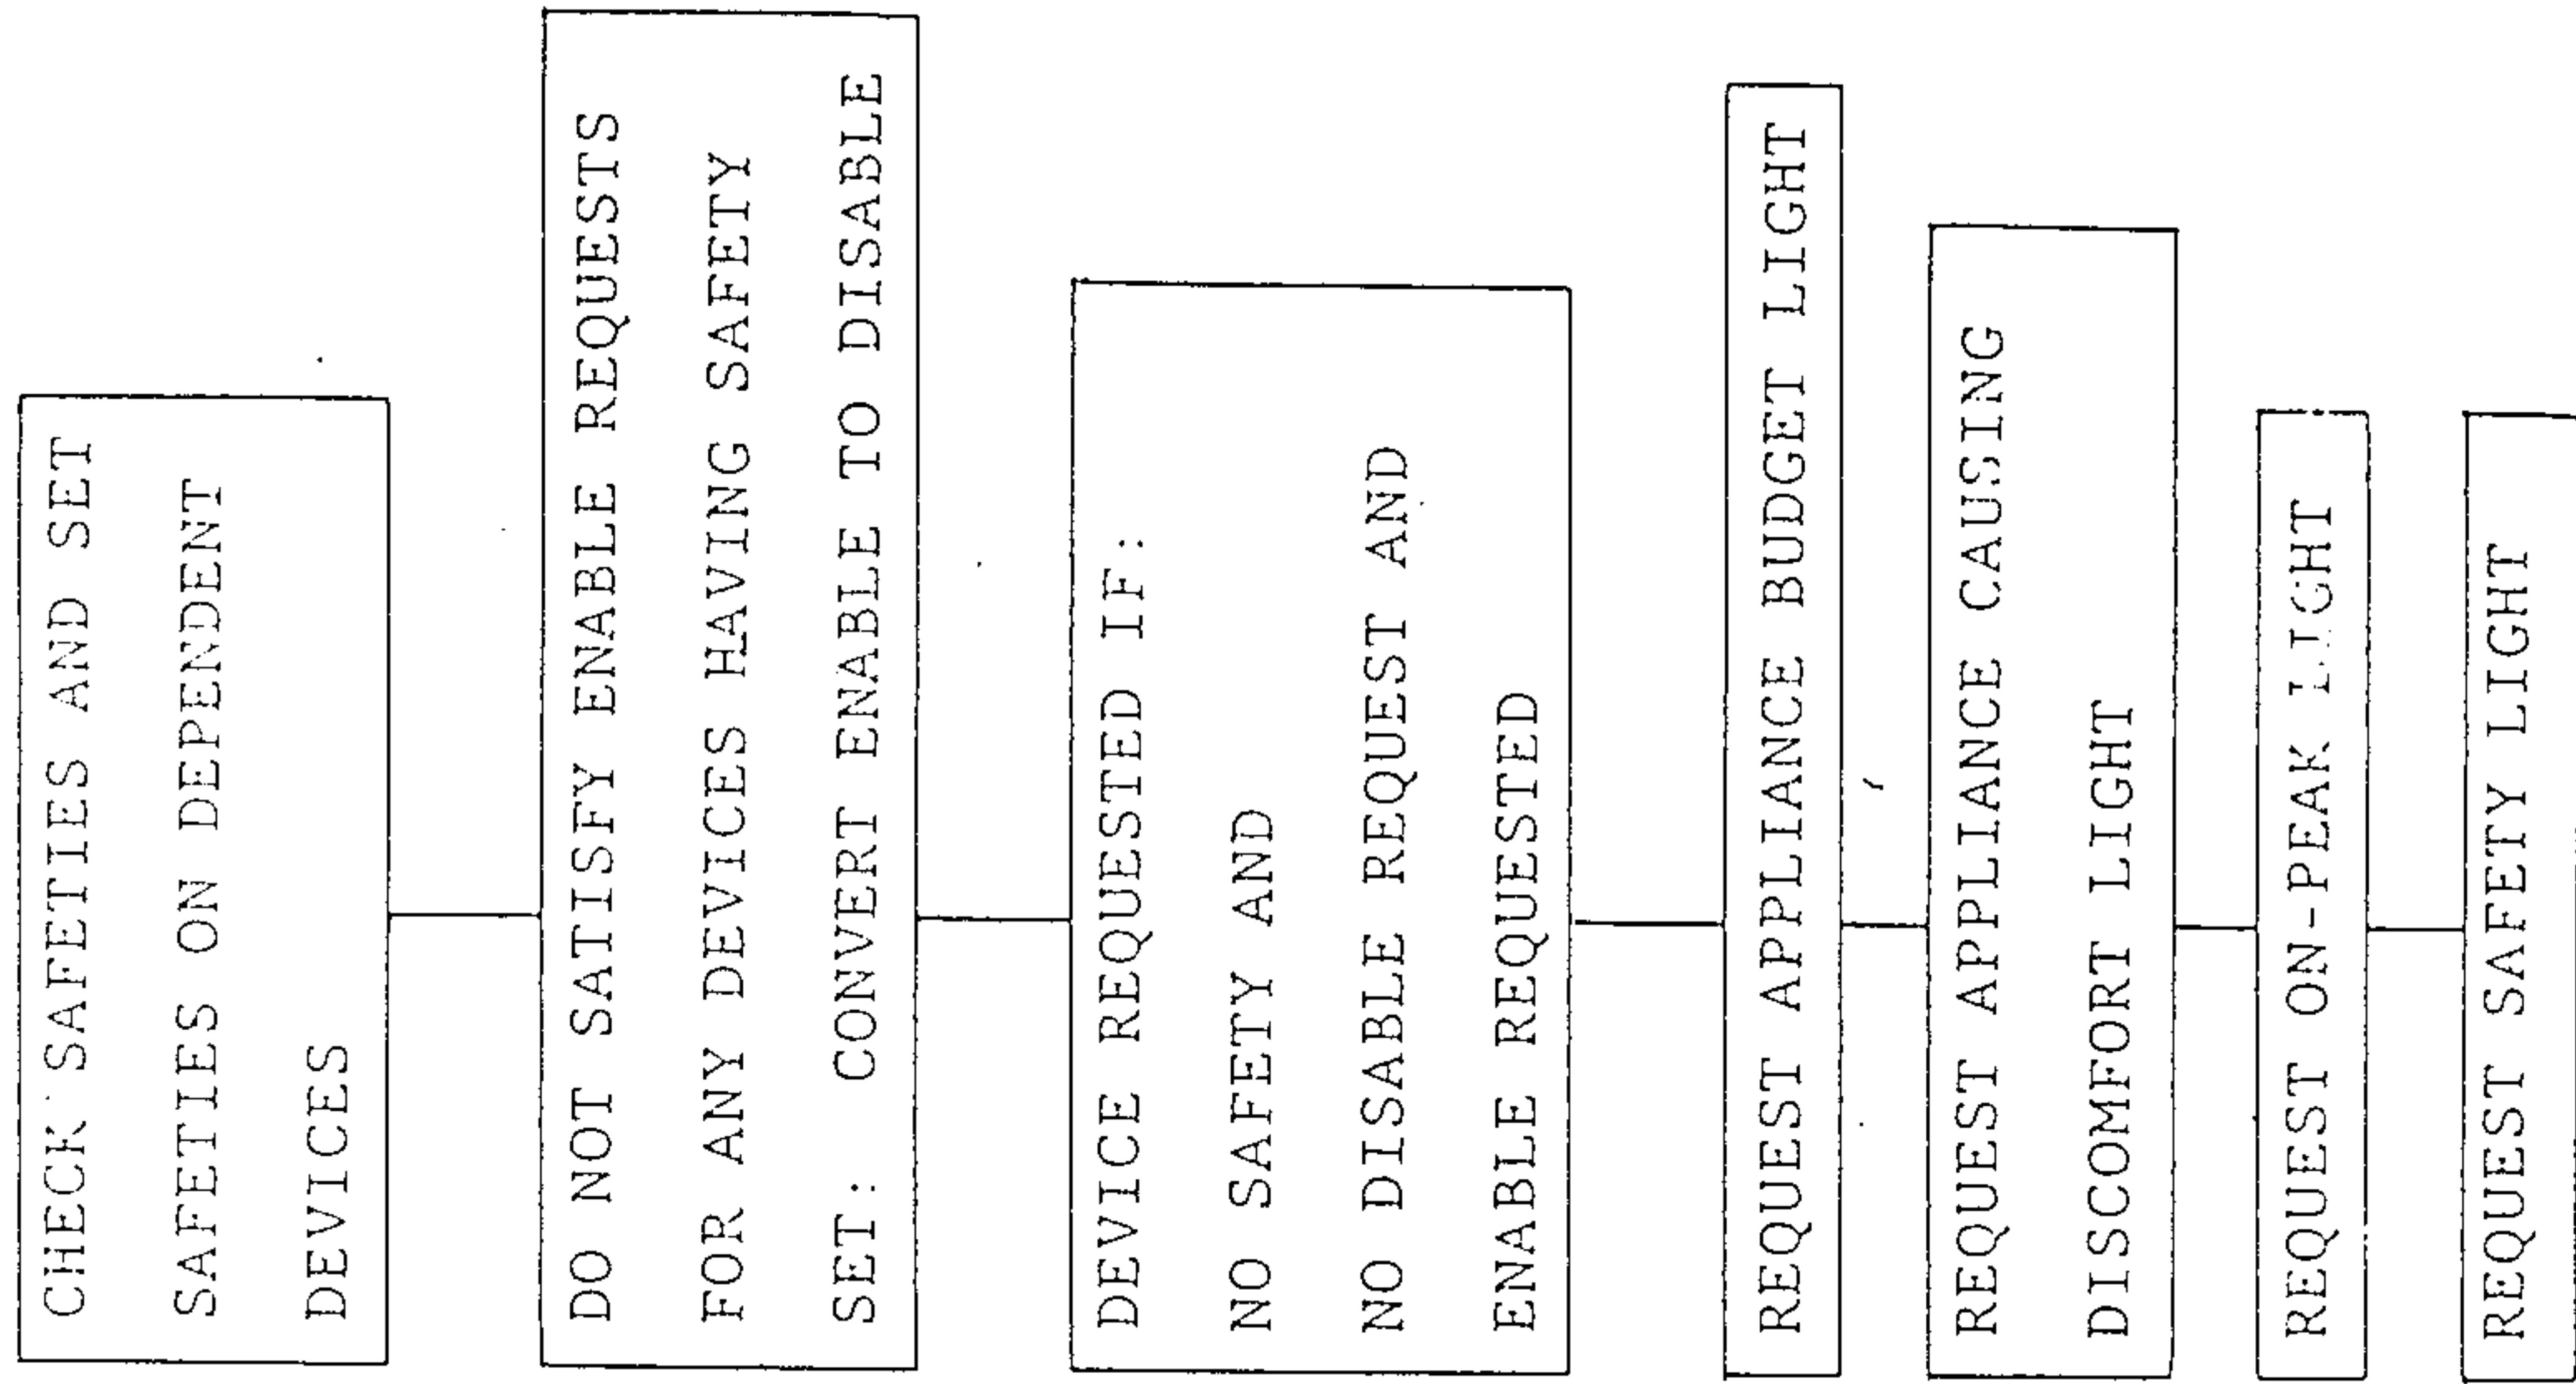 CHECK SAFETIES AND SET
SAFETIES ON DEPENDENT
DEVICES
DO NOT SATISFY ENABLE REQUESTS
FOR ANY DEVICES HAVING SAFETY
SET: CONVERT ENABLE TO DISABLE
DEVICE REQUESTED IF:
NO SAFETY AND
NO DISABLE REQUEST AND
ENABLE REQUESTED
REQUEST APPLIANCE BUDGET LIGHT
REQUEST APPLIANCE CAUSING
DISCOMFORT LIGHT
REQUEST ON-PEAK LIGHT
REQUEST SAFETY LIGHT